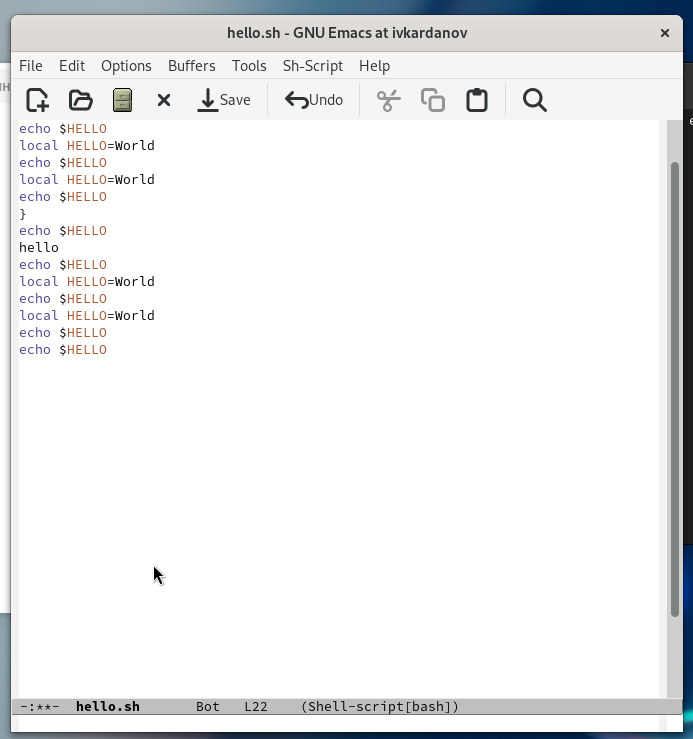 hello.sh - GNU Emacs at ivkardanov
File Edit Options Buffers Tools Sh-Script Help
Save Undo
echo $HELLO
local HELLO=World
echo $HELLO
local HELLO=World
echo $HELLO
}
echo $HELLO
hello
echo $HELLO
local HELLO=World
echo $HELLO
local HELLO=World
echo $HELLO
echo $HELLO
-:**- hello.sh Bot L22 (Shell-script[bash])